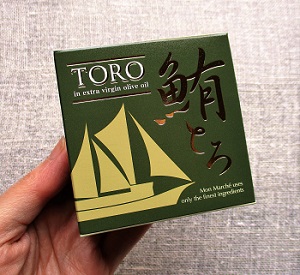 TORO
in extra virgin olive oil
鮪とろ
Mon Marché uses
only the finest ingredients